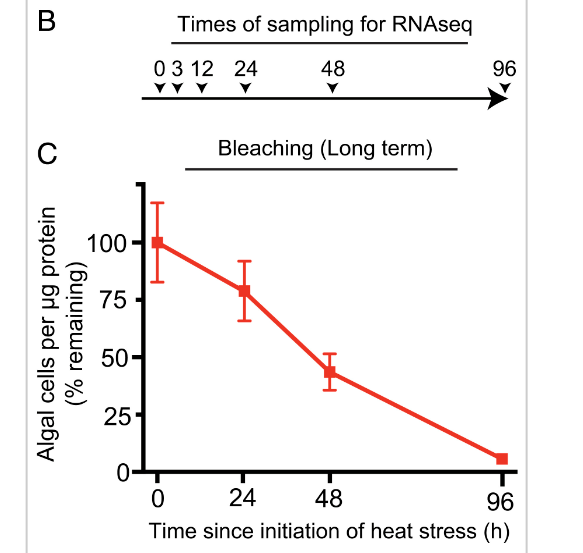 B
Times of sampling for RNAseq
0 3 12 24 48 96
C
Bleaching (Long term)
Algal cells per µg protein
(% remaining)
100
75
50
25
0
0 24 48 96
Time since initiation of heat stress (h)